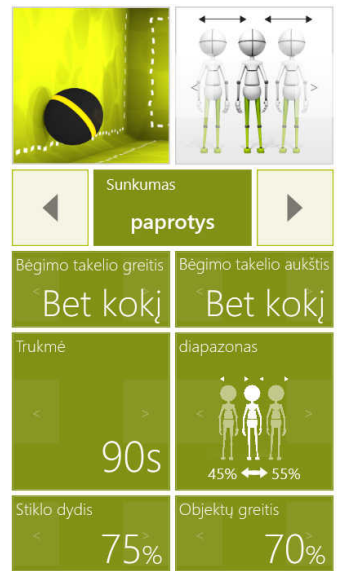 Sunkumas
paprotys
Bėgimo takelio greitis
Bet kokį
Bėgimo takelio aukštis
Bet kokį
Trukmė
90s
diapazonas
45% 55%
Stiklo dydis
75%
Objektų greitis
70%